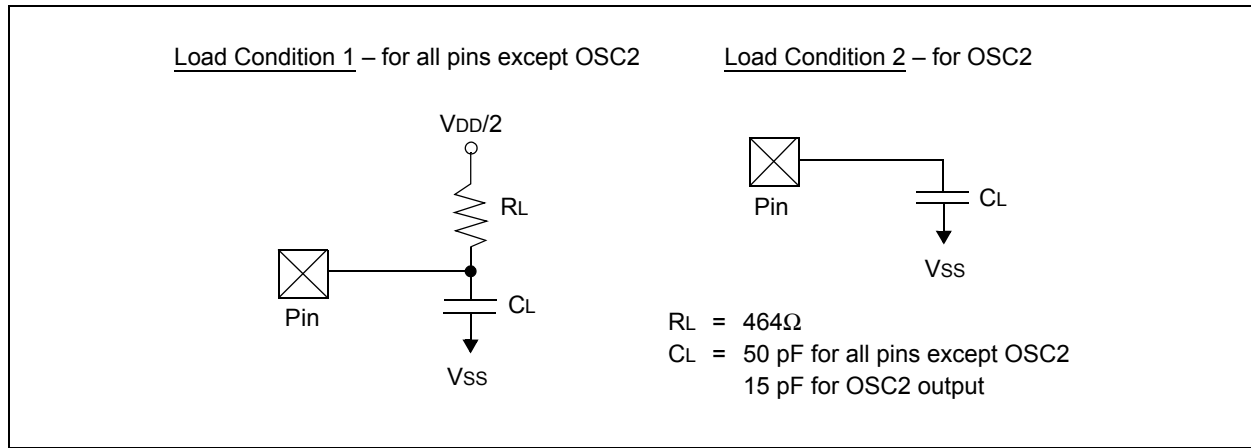 Load Condition 1 – for all pins except OSC2
VDD/2
RL
Pin
CL
VSS
Load Condition 2 – for OSC2
Pin
CL
VSS
RL = 464Ω
CL = 50 pF for all pins except OSC2
15 pF for OSC2 output